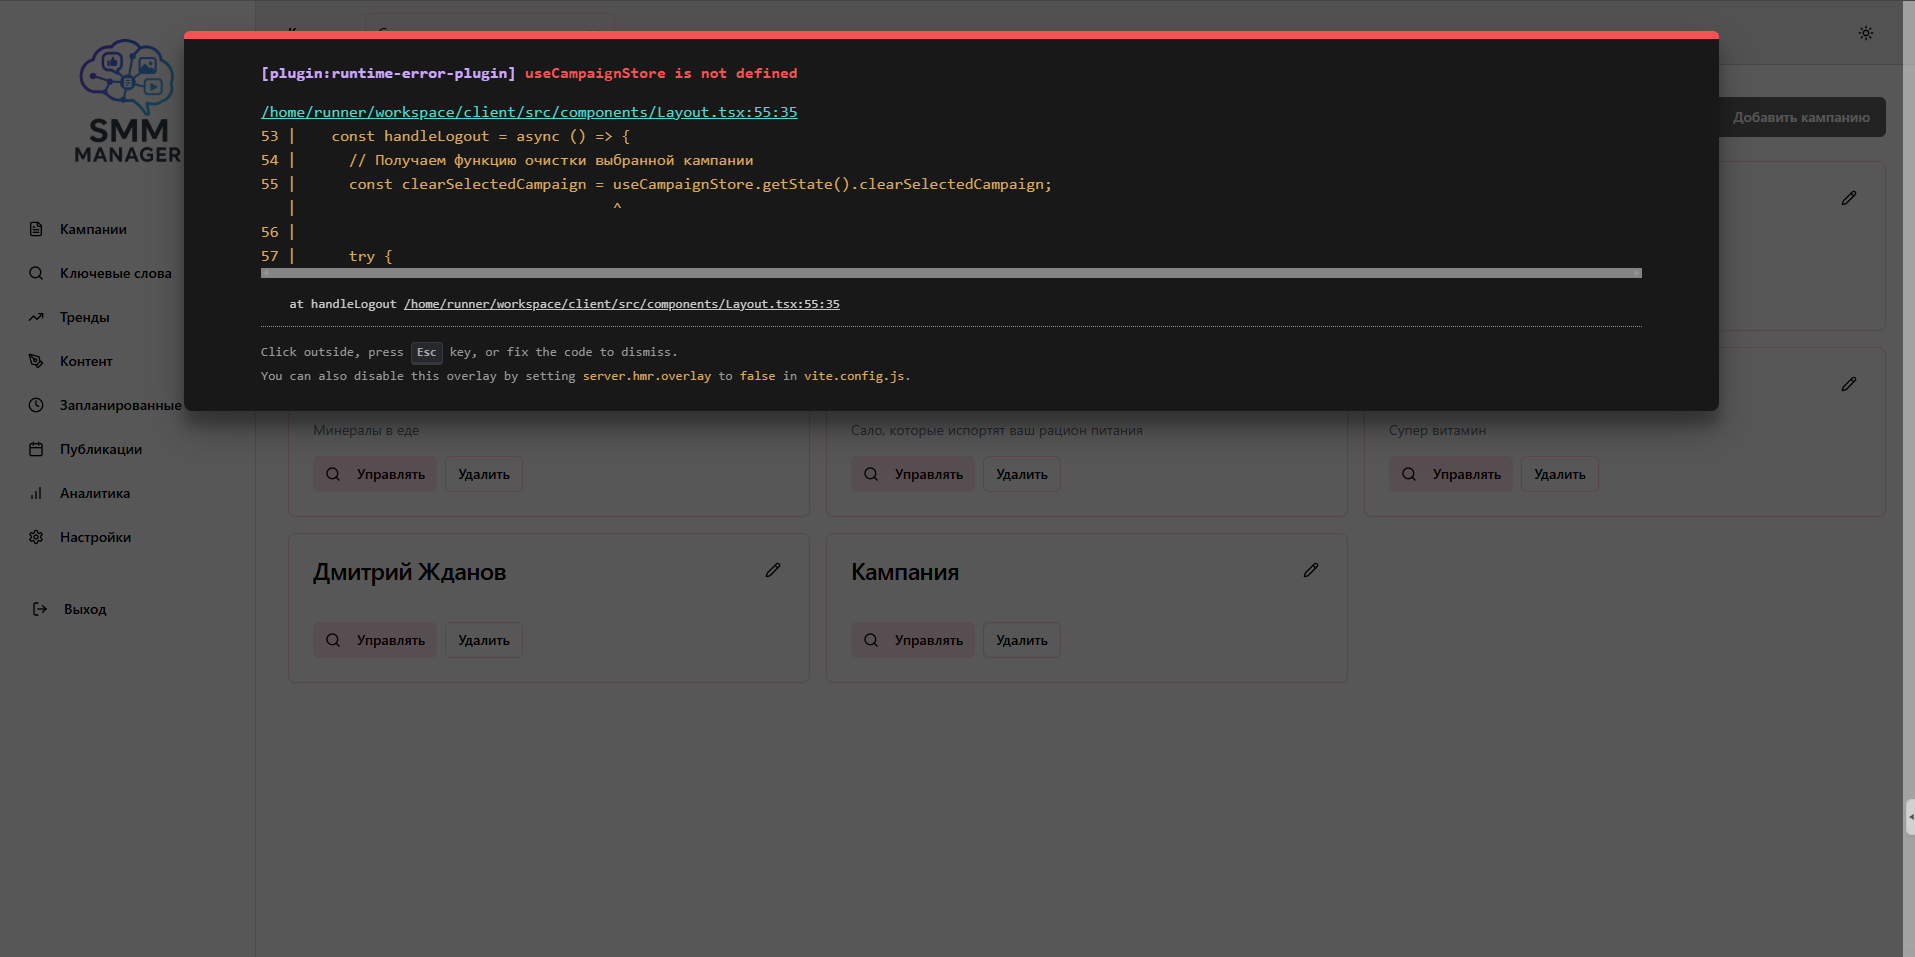 [plugin:runtime-error-plugin] useCampaignStore is not defined
/home/runner/workspace/client/src/components/Layout.tsx:55:35
53 |    const handleLogout = async () => {
54 |      // Получаем функцию очистки выбранной кампании
55 |      const clearSelectedCampaign = useCampaignStore.getState().clearSelectedCampaign;
   |                                    ^
56 |
57 |      try {
at handleLogout /home/runner/workspace/client/src/components/Layout.tsx:55:35
Click outside, press Esc key, or fix the code to dismiss.
You can also disable this overlay by setting server.hmr.overlay to false in vite.config.js.
SMM
MANAGER
Кампании
Ключевые слова
Тренды
Контент
Запланированные
Публикации
Аналитика
Настройки
Выход
Добавить кампанию
Минералы в еде
Управлять Удалить
Сало, которые испортят ваш рацион питания
Управлять Удалить
Супер витамин
Управлять Удалить
Дмитрий Жданов
Управлять Удалить
Кампания
Управлять Удалить